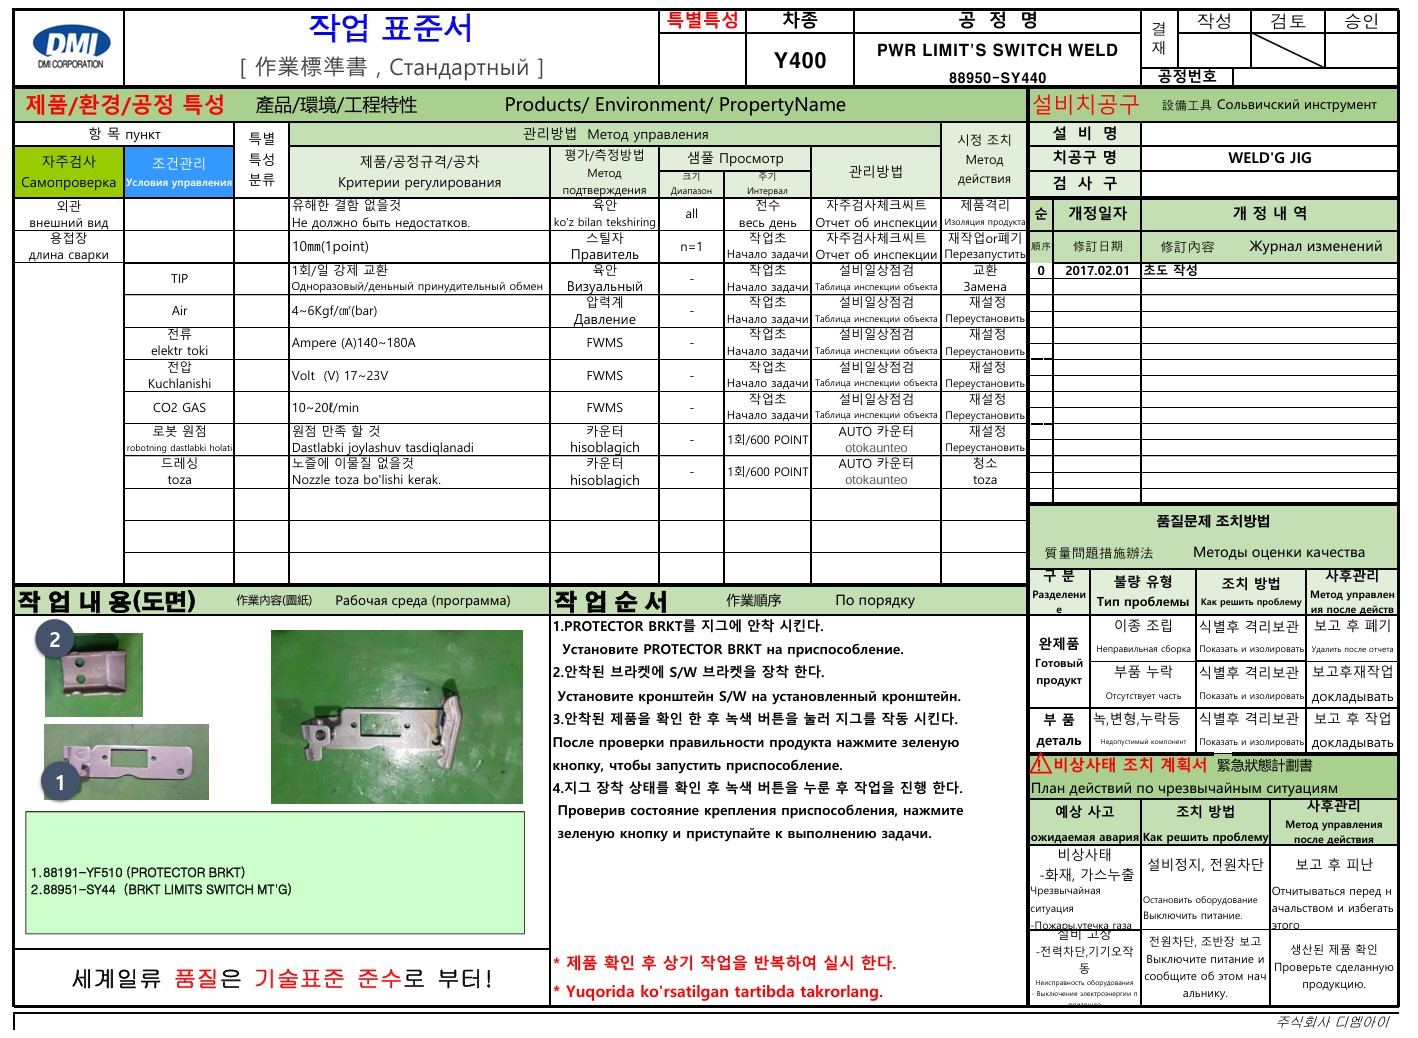 DMI
DMI CORPORATION
작업 표준서
[ 作業標準書 , Стандартный ]
특별특성
차종
Y400
공 정 명
PWR LIMIT'S SWITCH WELD
88950-SY440
결재
작성
검토
승인
공정번호
제품/환경/공정 특성 産品/環境/工程特性 Products/ Environment/ PropertyName
설비치공구 設備工具 Сольвичский инструмент
항 목 пункт
특별
특성
분류
관리방법 Метод управления
시정 조치
Метод
действия
자주검사
Самопроверка
조건관리
Условия управления
제품/공정규격/공차
Критерии регулирования
평가/측정방법
Метод
подтверждения
샘풀 Просмотр
크기
Диапазон
주기
Интервал
관리방법
설 비 명
치공구 명
WELD'G JIG
검 사 구
외관
внешний вид
유해한 결함 없을것
Не должно быть недостатков.
육안
ko'z bilan tekshiring
all
전수
весь день
자주검사체크씨트
Отчет об инспекции
제품격리
Изоляция продукта
용접장
длина сварки
10mm(1point)
스틸자
Правитель
n=1
작업초
Начало задачи
자주검사체크씨트
Отчет об инспекции
재작업or폐기
Перезапустить
TIP
1회/일 강제 교환
Одноразовый/деньный принудительный обмен
육안
Визуальный
-
작업초
Начало задачи
설비일상점검
Таблица инспекции объекта
교환
Замена
Air
4~6Kgf/㎠(bar)
압력계
Давление
-
작업초
Начало задачи
설비일상점검
Таблица инспекции объекта
재설정
Переустановить
전류
elektr toki
Ampere (A)140~180A
FWMS
-
작업초
Начало задачи
설비일상점검
Таблица инспекции объекта
재설정
Переустановить
전압
Kuchlanishi
Volt (V) 17~23V
FWMS
-
작업초
Начало задачи
설비일상점검
Таблица инспекции объекта
재설정
Переустановить
CO2 GAS
10~20ℓ/min
FWMS
-
작업초
Начало задачи
설비일상점검
Таблица инспекции объекта
재설정
Переустановить
로봇 원점
robotning dastlabki holati
원점 만족 할 것
Dastlabki joylashuv tasdiqlanadi
카운터
hisoblagich
-
1회/600 POINT
AUTO 카운터
otokaunteo
재설정
Переустановить
드레싱
toza
노즐에 이물질 없을것
Nozzle toza bo'lishi kerak.
카운터
hisoblagich
-
1회/600 POINT
AUTO 카운터
otokaunteo
청소
toza
순
개정일자
개 정 내 역
順序
修訂日期
修訂內容 Журнал изменений
0
2017.02.01
초도 작성
품질문제 조치방법
質量問題措施辦法 Методы оценки качества
구 분
Разделени
е
불량 유형
Тип проблемы
조치 방법
Как решить проблему
사후관리
Метод управлен
ия после действ
완제품
Готовый
продукт
이종 조립
Неправильная сборка
식별후 격리보관
Показать и изолировать
보고 후 폐기
Удалить после отчета
부품 누락
Отсутствует часть
식별후 격리보관
Показать и изолировать
보고후재작업
докладывать
부 품
деталь
녹,변형,누락등
Недопустимый компонент
식별후 격리보관
Показать и изолировать
보고 후 작업
докладывать
비상사태 조치 계획서 緊急狀態計劃書
План действий по чрезвычайным ситуациям
예상 사고
ожидаемая авария
조치 방법
Как решить проблему
사후관리
Метод управления
после действия
비상사태
-화재, 가스누출
Чрезвычайная
ситуация
-Пожары,утечка газа
설비정지, 전원차단
Остановить оборудование
Выключить питание.
보고 후 피난
Отчитываться перед н
ачальством и избегать
этого
설비 고장
-전력차단,기기오작
동
Неисправность оборудования
- Выключение электроэнергии п
전원차단, 조반장 보고
Выключите питание и
сообщите об этом нач
альнику.
생산된 제품 확인
Проверьте сделанную
продукцию.
작 업 내 용(도면) 作業內容(圖紙) Рабочая среда (программа)
2
1
1.88191-YF510 (PROTECTOR BRKT)
2.88951-SY44 (BRKT LIMITS SWITCH MT'G)
세계일류 품질은 기술표준 준수로 부터!
작 업 순 서 作業順序 По порядку
1.PROTECTOR BRKT를 지그에 안착 시킨다.
Установите PROTECTOR BRKT на приспособление.
2.안착된 브라켓에 S/W 브라켓을 장착 한다.
Установите кронштейн S/W на установленный кронштейн.
3.안착된 제품을 확인 한 후 녹색 버튼을 눌러 지그를 작동 시킨다.
После проверки правильности продукта нажмите зеленую
кнопку, чтобы запустить приспособление.
4.지그 장착 상태를 확인 후 녹색 버튼을 누룬 후 작업을 진행 한다.
Проверив состояние крепления приспособления, нажмите
зеленую кнопку и приступайте к выполнению задачи.
* 제품 확인 후 상기 작업을 반복하여 실시 한다.
* Yuqorida ko'rsatilgan tartibda takrorlang.
주식회사 디엠아이